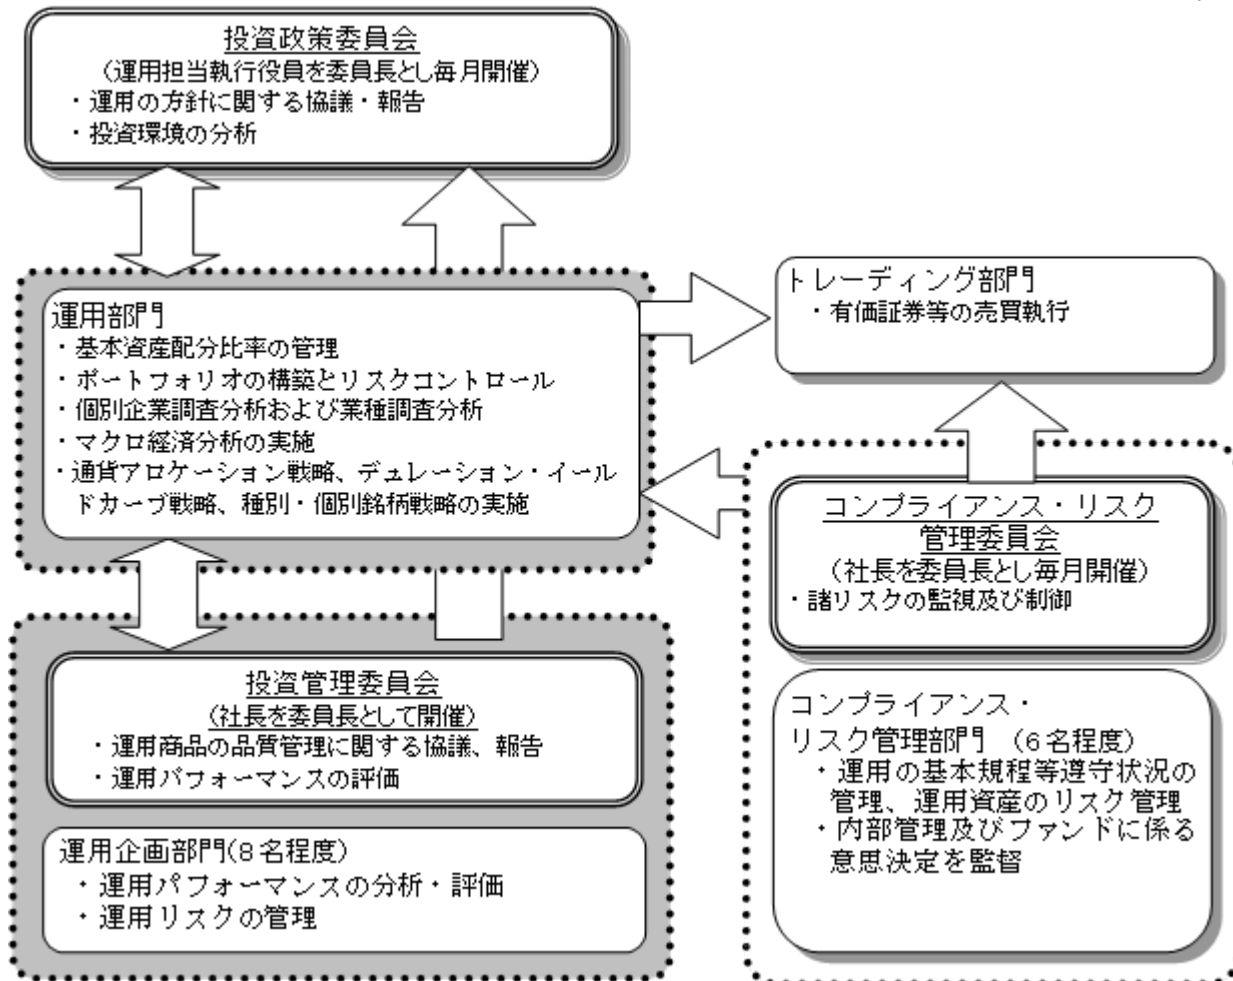 投資政策委員会
(運用担当執行役員を委員長とし毎月開催)
・運用の方針に関する協議・報告
・投資環境の分析
運用部門
・基本資産配分比率の管理
・ポートフォリオの構築とリスクコントロール
・個別企業調査分析および業種調査分析
・マクロ経済分析の実施
・通貨アロケーション戦略、デュレーション・イール
ドカーブ戦略、種別・個別銘柄戦略の実施
トレーディング部門
・有価証券等の売買執行
コンプライアンス・リスク
管理委員会
(社長を委員長とし毎月開催)
・諸リスクの監視及び制御
投資管理委員会
(社長を委員長として開催)
・運用商品の品質管理に関する協議、報告
・運用パフォーマンスの評価
運用企画部門(8名程度)
・運用パフォーマンスの分析・評価
・運用リスクの管理
コンプライアンス・
リスク管理部門 (6名程度)
・運用の基本規程等遵守状況の
管理、運用資産のリスク管理
・内部管理及びファンドに係る
意思決定を監督